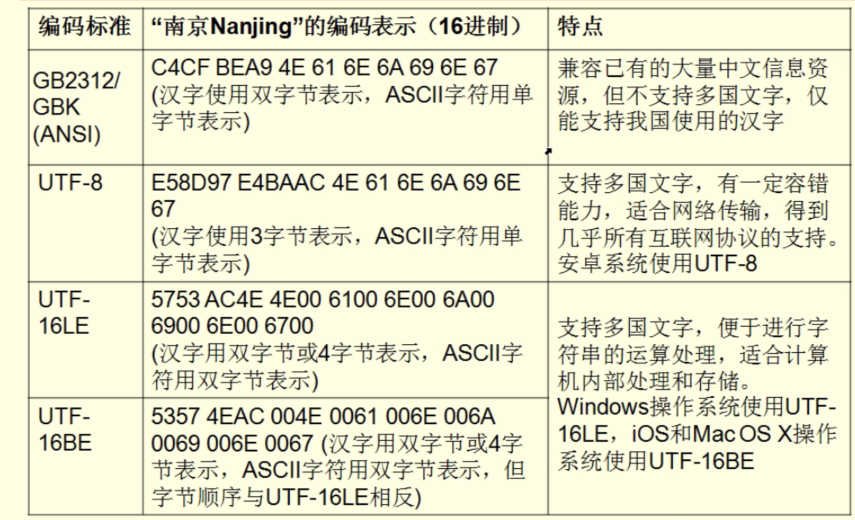 编码标准 “南京Nanjing”的编码表示（16进制） 特点
GB2312/
GBK
(ANSI)
C4CF BEA9 4E 61 6E 6A 69 6E 67
(汉字使用双字节表示，ASCII字符用单
字节表示)
兼容已有的大量中文信息资
源，但不支持多国文字，仅
能支持我国使用的汉字
UTF-8
E58D97 E4BAAC 4E 61 6E 6A 69 6E
67
(汉字使用3字节表示，ASCII字符用单
字节表示)
支持多国文字，有一定容错
能力，适合网络传输，得到
几乎所有互联网协议的支持。
安卓系统使用UTF-8
UTF-
16LE
5753 AC4E 4E00 6100 6E00 6A00
6900 6E00 6700
(汉字用双字节或4字节表示，ASCII字
符用双字节表示)
支持多国文字，便于进行字
符串的运算处理，适合计算
机内部处理和存储。
Windows操作系统使用UTF-
16LE，iOS和Mac OS X操作
系统使用UTF-16BE
UTF-
16BE
5357 4EAC 004E 0061 006E 006A
0069 006E 0067 (汉字用双字节或4字
节表示，ASCII字符用双字节表示，但
字节顺序与UTF-16LE相反)